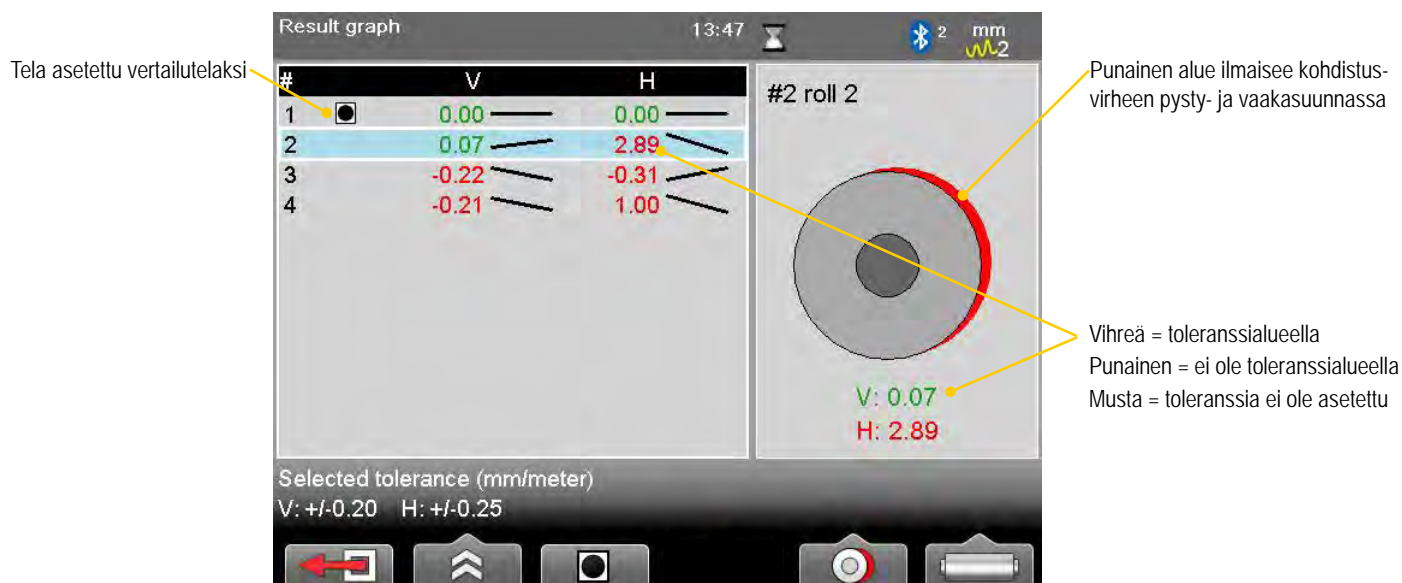 Result graph 13:47 2 mm
2
Tela asetettu vertailutelaksi
# V H
1 0.00 0.00
2 0.07 2.89
3 -0.22 -0.31
4 -0.21 1.00
#2 roll 2
V: 0.07
H: 2.89
Punainen alue ilmaisee kohdistus-
virheen pysty- ja vaakasuunnassa
Vihreä = toleranssialueella
Punainen = ei ole toleranssialueella
Musta = toleranssia ei ole asetettu
Selected tolerance (mm/meter)
V: +/-0.20 H: +/-0.25